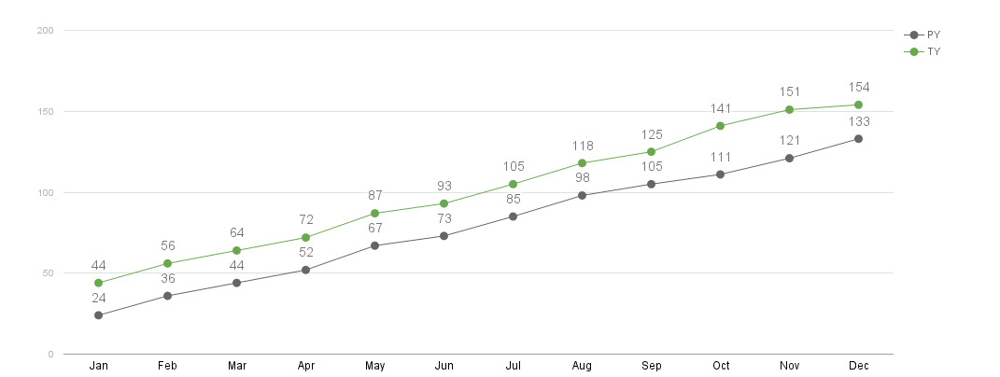 200
150
100
50
0
44 56 64 72 87 93 105 118 125 141 151 154
24 36 44 52 67 73 85 98 105 111 121 133
Jan Feb Mar Apr May Jun Jul Aug Sep Oct Nov Dec
PY
TY